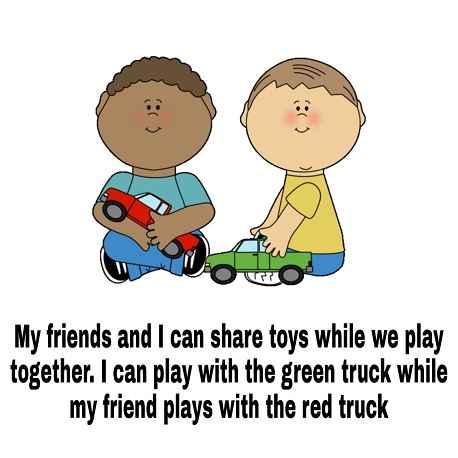 My friends and I can share toys while we play
together. I can play with the green truck while
my friend plays with the red truck